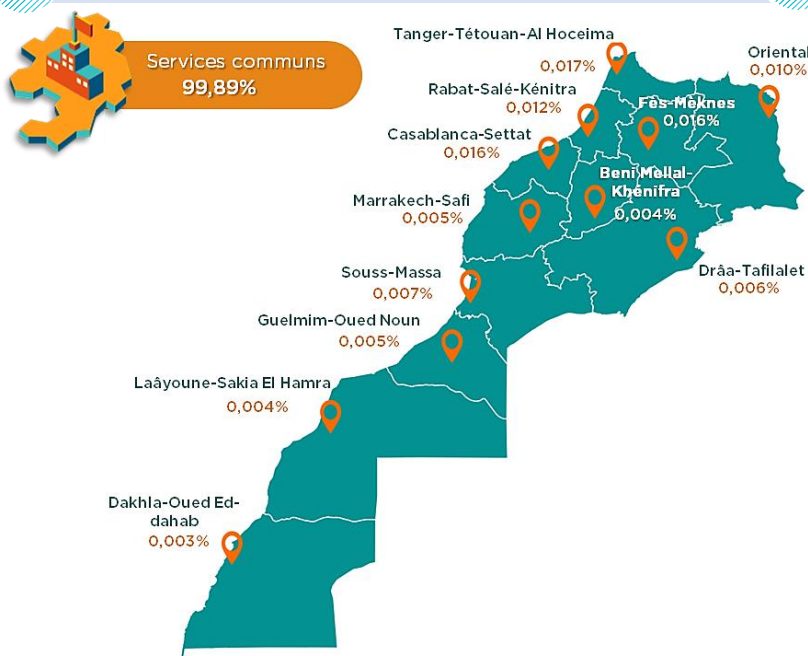 Services communs
99,89%
Tanger-Tétouan-Al Hoceima
0,017%
Oriental
0,010%
Rabat-Salé-Kénitra
0,012%
Fès-Mèknes
0,016%
Casablanca-Settat
0,016%
Beni Mellal-
Khénifra
0,004%
Marrakech-Safi
0,005%
Drâa-Tafilalet
0,006%
Souss-Massa
0,007%
Guelmim-Oued Noun
0,005%
Laâyoune-Sakia El Hamra
0,004%
Dakhla-Oued Ed-
dahab
0,003%